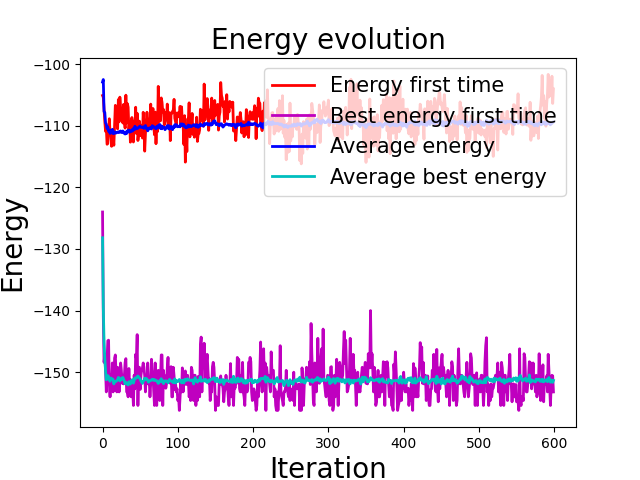 Energy evolution
−100
−110
−120
−130
−140
−150
Energy
Energy first time
Best energy first time
Average energy
Average best energy
0 100 200 300 400 500 600
Iteration